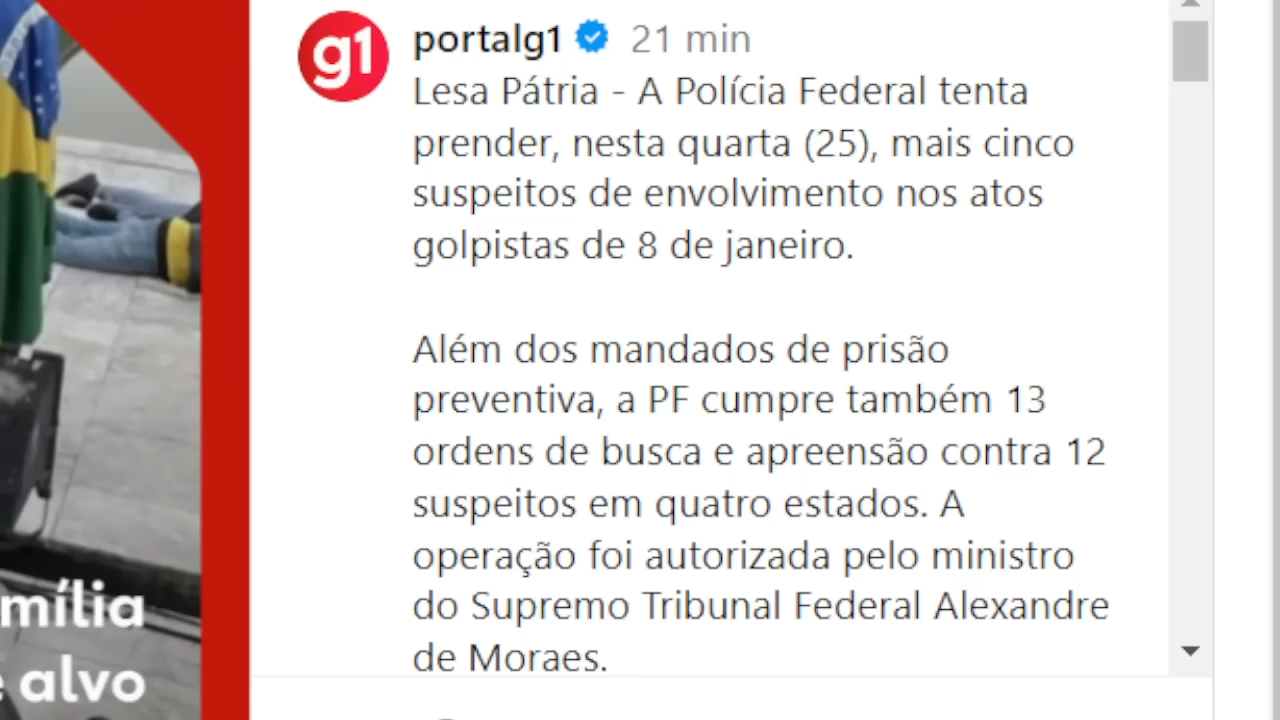 g1
portalg1 21 min
Lesa Pátria - A Polícia Federal tenta
prender, nesta quarta (25), mais cinco
suspeitos de envolvimento nos atos
golpistas de 8 de janeiro.
Além dos mandados de prisão
preventiva, a PF cumpre também 13
ordens de busca e apreensão contra 12
suspeitos em quatro estados. A
operação foi autorizada pelo ministro
do Supremo Tribunal Federal Alexandre
de Moraes.
mília
alvo